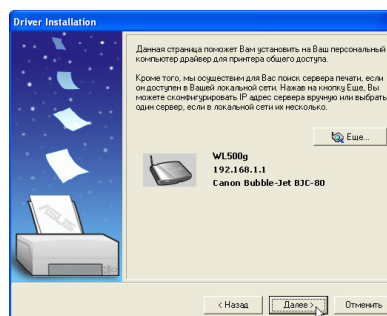 Driver Installation
Данная страница поможет Вам установить на Ваш персональный
компьютер драйвер для принтера общего доступа.
Кроме того, мы осуществим для Вас поиск сервера печати, если
он доступен в Вашей локальной сети. Нажав на кнопку Еще, Вы
можете сконфигурировать IP адрес сервера вручную или выбрать
один сервер, если в локальной сети их несколько.
Еще...
WL500g
192.168.1.1
Canon Bubble-Jet BJC-80
ASUS
< Назад Далее > Отменить